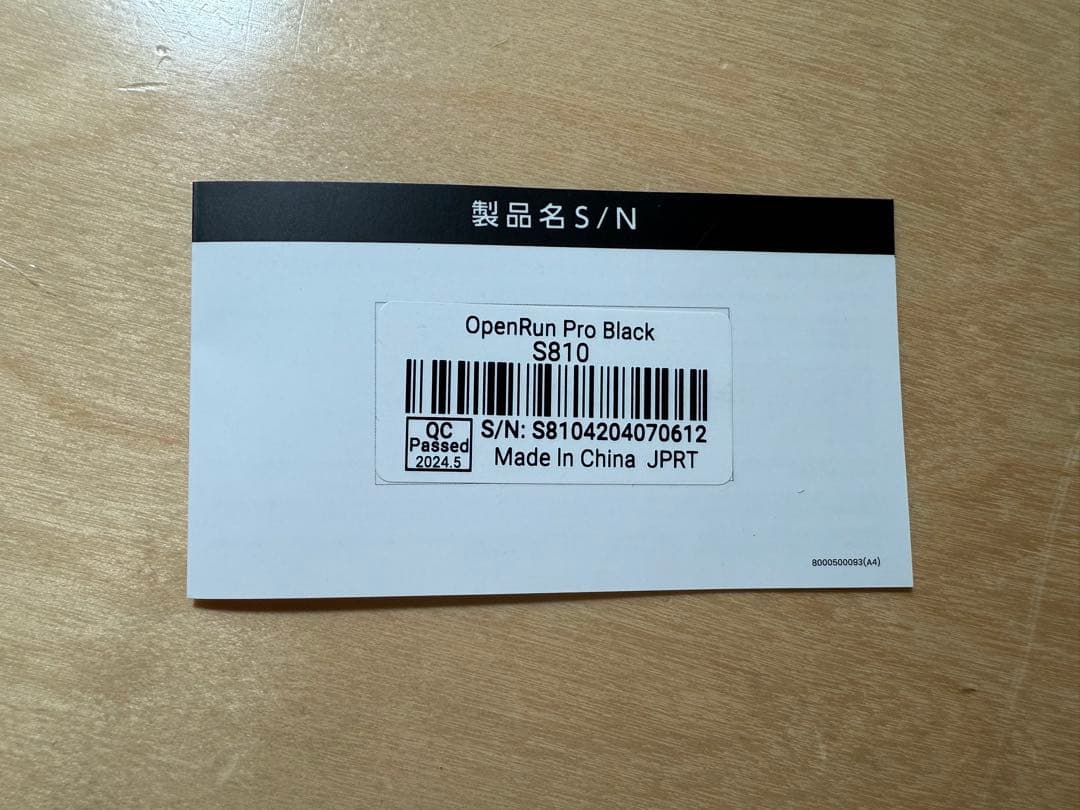 製品名S/N
OpenRun Pro Black
S810
QC
Passed
2024.5
S/N: S8104204070612
Made In China JPRT
8000500093(A4)